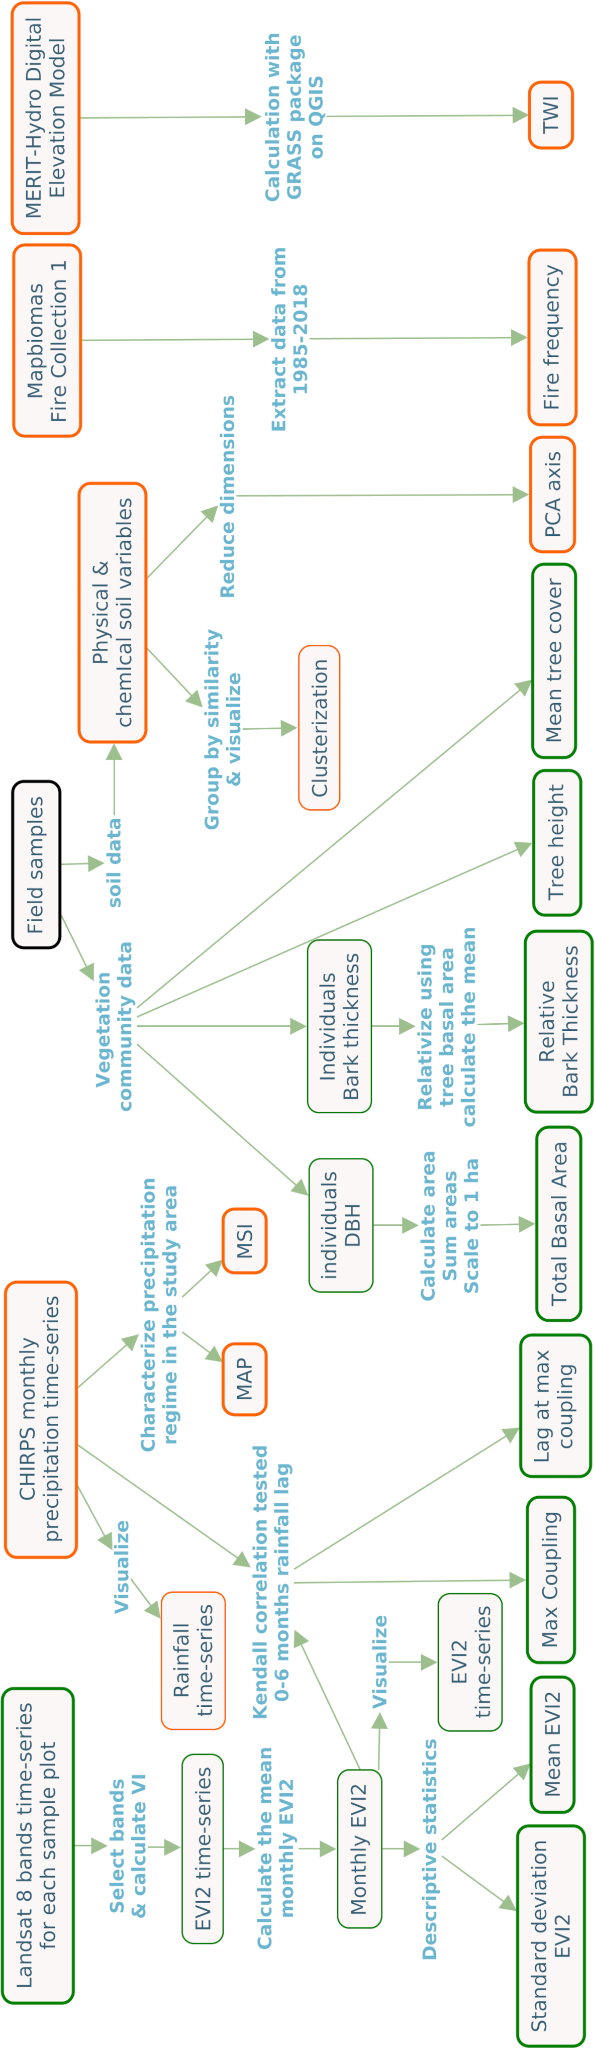 Landsat 8 bands time-series
for each sample plot
Select bands
& calculate VI
EVI2 time-series
Calculate the mean
monthly EVI2
Monthly EVI2
Descriptive statistics
Standard deviation
EVI2
Mean EVI2
Visualize
EVI2
time-series
CHIRPS monthly
precipitation time-series
Visualize
Rainfall
time-series
Kendall correlation tested
0-6 months rainfall lag
Max Coupling
Lag at max
coupling
Characterize precipitation
regime in the study area
MAP
MSI
Field samples
Vegetation
community data
soil data
individuals
DBH
Calculate area
Sum areas
Scale to 1 ha
Total Basal Area
Individuals
Bark thickness
Relativize using
tree basal area
calculate the mean
Relative
Bark Thickness
Tree height
Mean tree cover
Physical &
chemIcal soil variables
Group by similarity
& visualize
Clusterization
Reduce dimensions
PCA axis
Mapbiomas
Fire Collection 1
Extract data from
1985-2018
Fire frequency
MERIT-Hydro Digital
Elevation Model
Calculation with
GRASS package
on QGIS
TWI